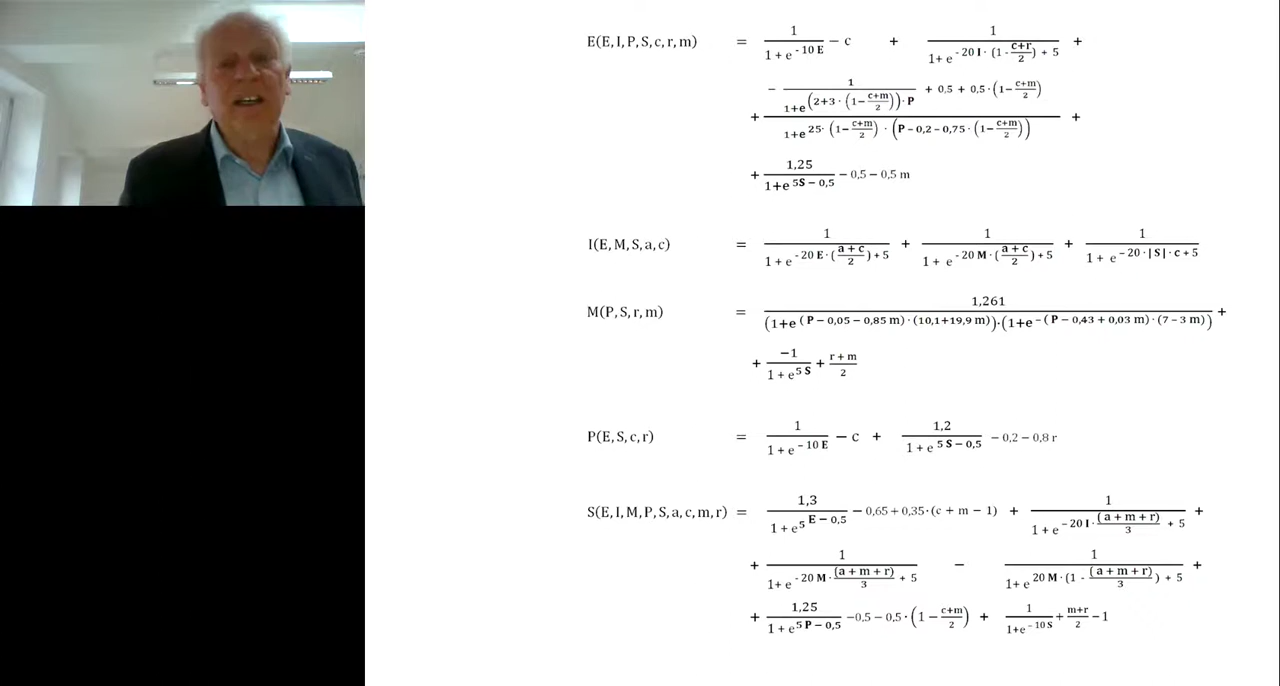 E(E, I, P, S, c, r, m) = 1 / (1 + e^(-10 E)) − c + 1 / (1+ e^(-20 I· (1 - (c+r)/2) + 5)) +
+ (− 1 / (1+e^((2+3 · (1−(c+m)/2))· P)) + 0,5 + 0,5·(1−(c+m)/2)) / (1+e^(25· (1−(c+m)/2) · (P−0,2−0,75·(1−(c+m)/2)))) +
+ 1,25 / (1+e^(5S − 0,5)) − 0,5 − 0,5 m
I(E, M, S, a, c) = 1 / (1 + e^(-20 E·((a + c)/2) + 5)) + 1 / (1 + e^(-20 M·((a + c)/2) + 5)) + 1 / (1 + e^(−20·|S|·c +5))
M(P, S, r, m) = 1,261 / ((1+e^((P − 0,05 − 0,85 m)·(10,1+19,9 m)))·(1+e^(−( P − 0,43 + 0,03 m)·(7 − 3 m)))) +
+ −1 / (1 + e^(5 S)) + (r + m)/2
P(E, S, c, r) = 1 / (1 + e^(-10 E)) − c + 1,2 / (1 + e^(5 S − 0,5)) − 0,2 − 0,8 r
S(E, I, M, P, S, a, c, m, r) = 1,3 / (1 + e^(5 E − 0,5)) − 0,65 + 0,35·(c + m − 1) + 1 / (1 + e^(−20 I·(a + m + r)/3 + 5)) +
+ 1 / (1+ e^(-20 M·(a + m + r)/3 + 5)) − 1 / (1+ e^(20 M·(1 - (a + m + r)/3) + 5)) +
+ 1,25 / (1 + e^(5 P − 0,5)) −0,5 − 0,5·(1 − (c+m)/2) + 1 / (1+e^(−10 S)) + (m+r)/2 − 1